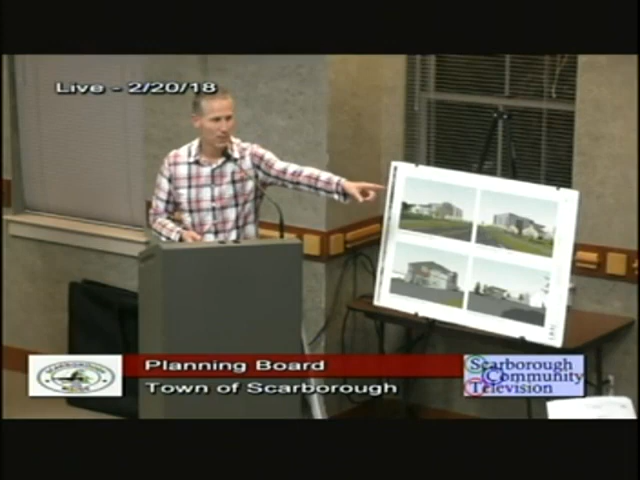 Live - 2/20/18
Planning Board
Town of Scarborough
Scarborough
Community
Television